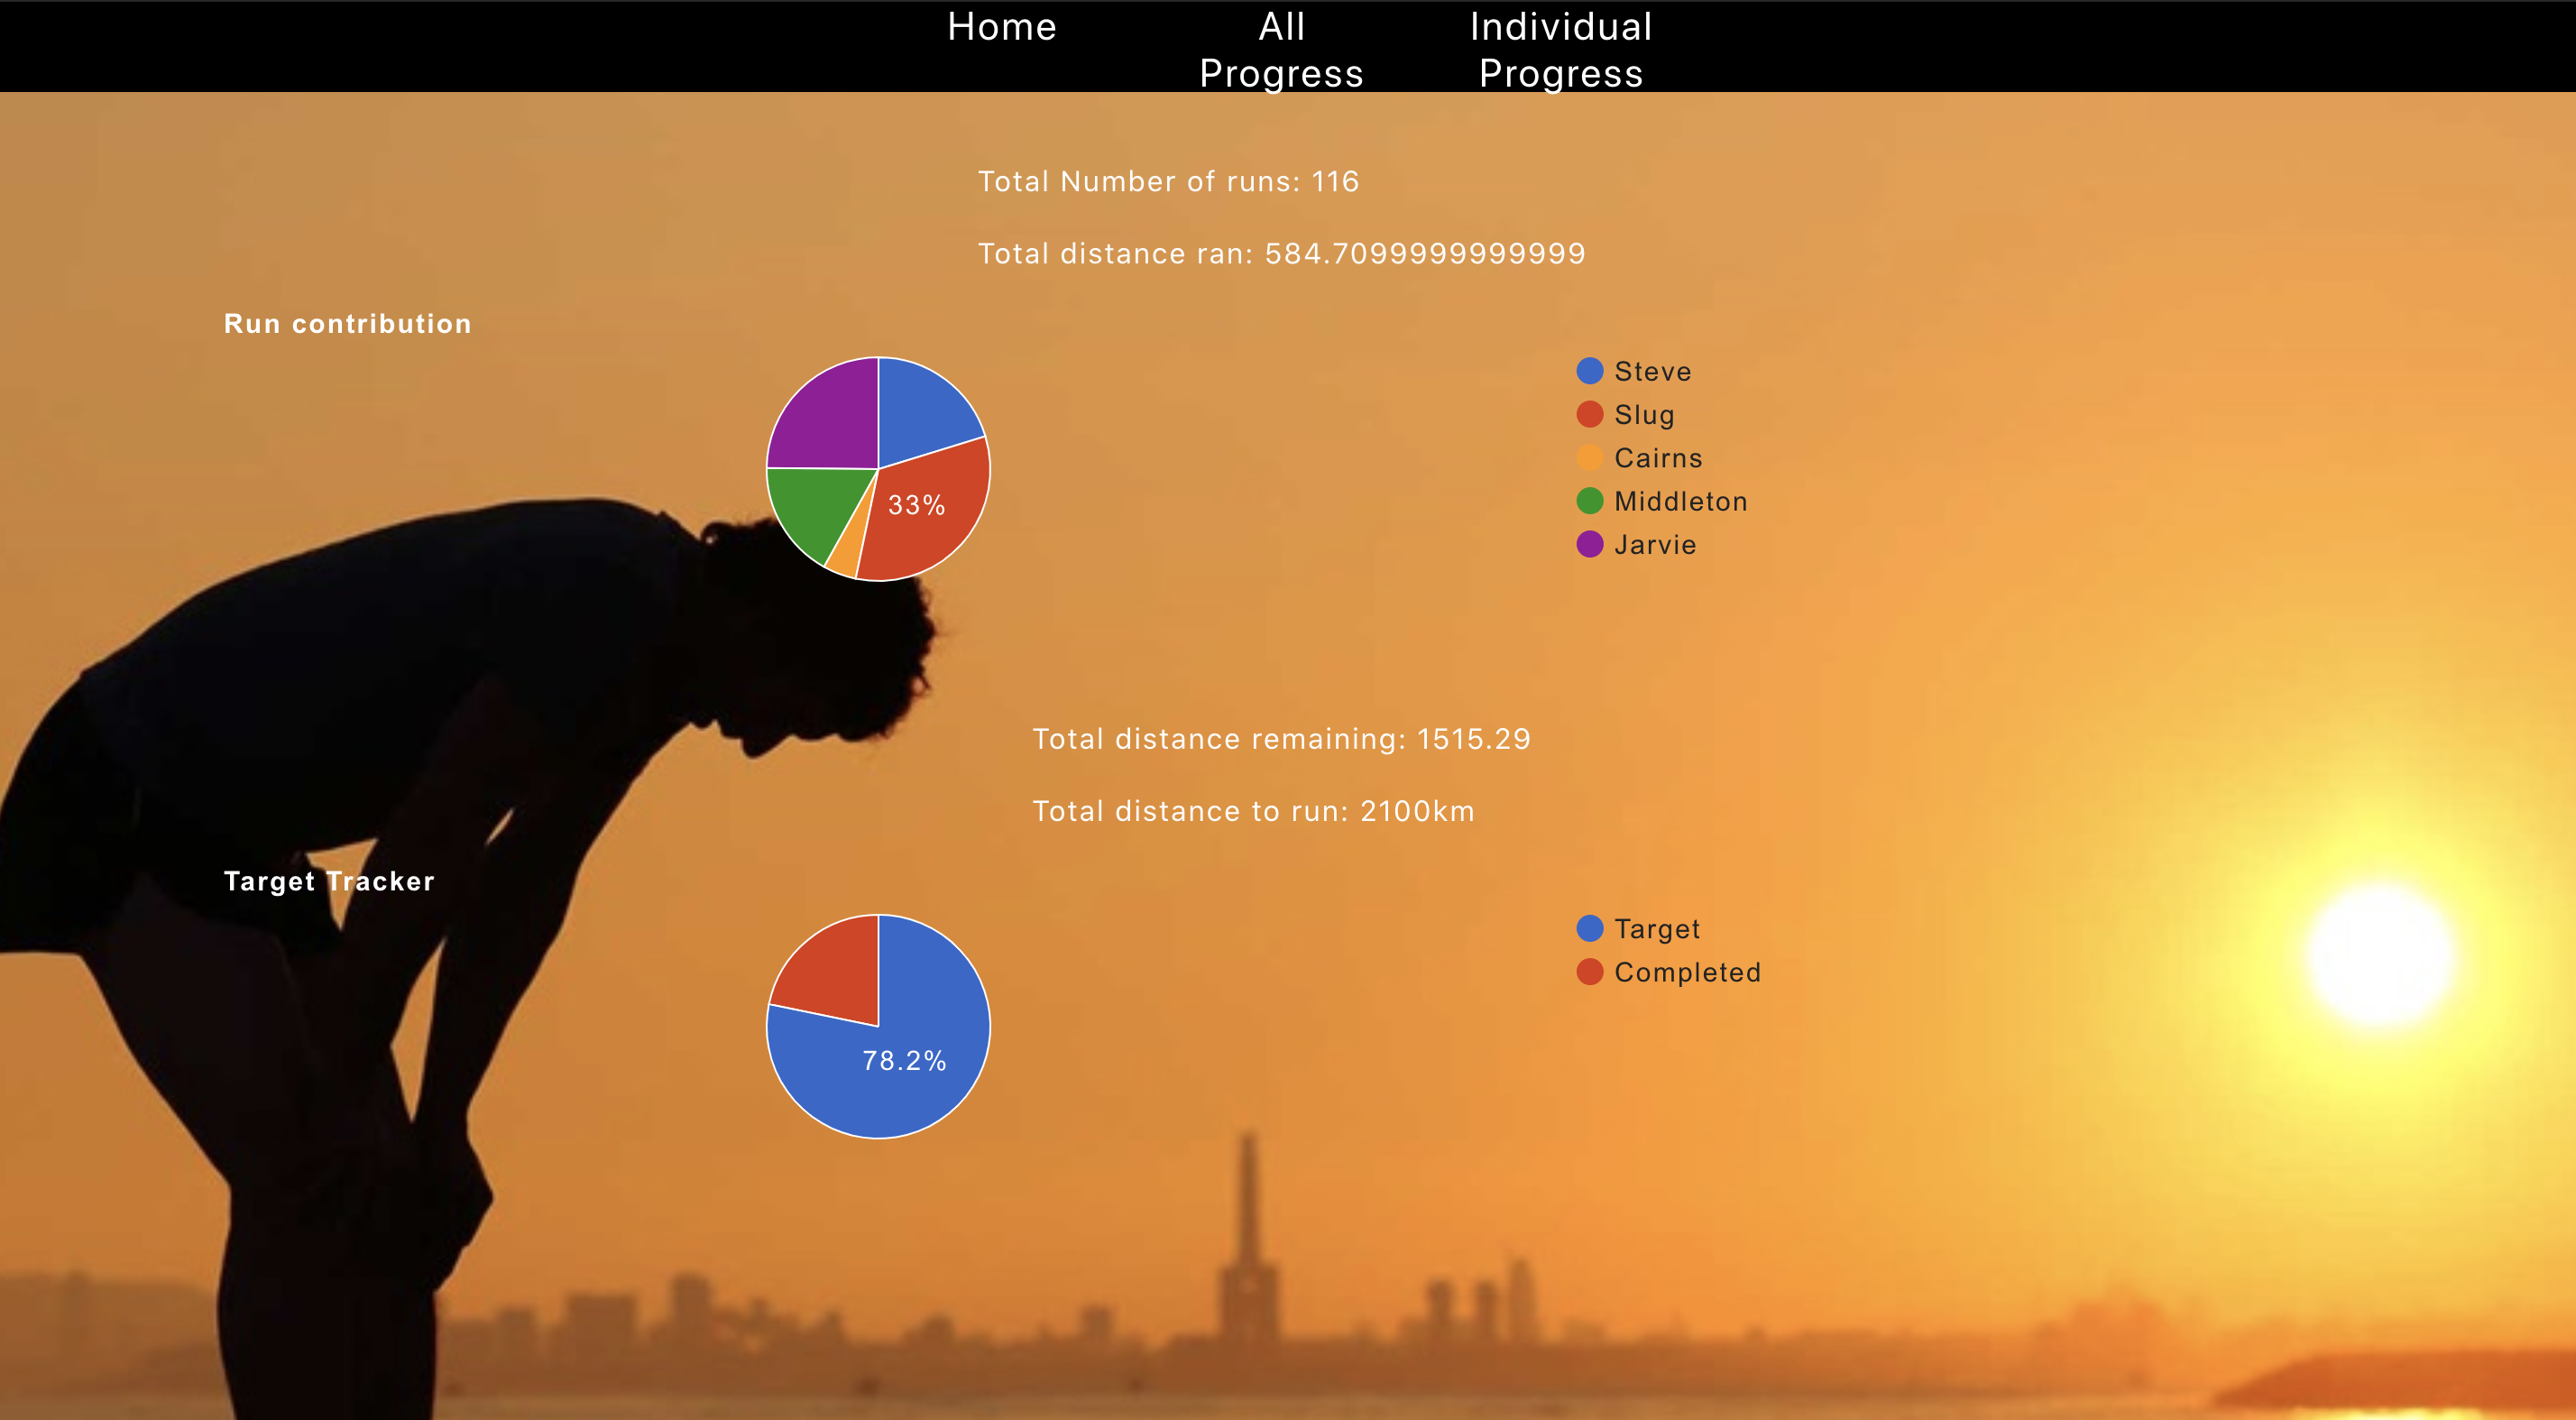 Home
All
Progress
Individual
Progress
Total Number of runs: 116
Total distance ran: 584.7099999999999
Run contribution
33%
Steve
Slug
Cairns
Middleton
Jarvie
Total distance remaining: 1515.29
Total distance to run: 2100km
Target Tracker
78.2%
Target
Completed